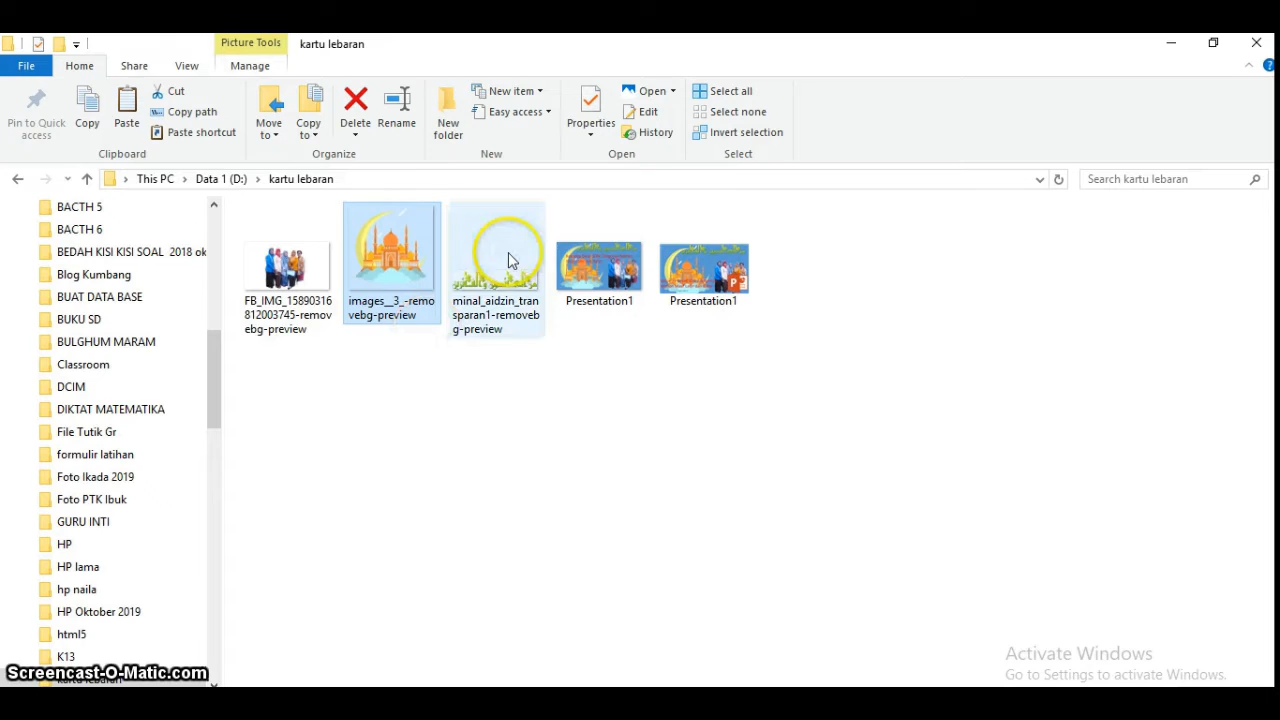 Picture Tools
kartu lebaran
File
Home
Share
View
Manage
Pin to Quick access
Copy
Paste
Cut
Copy path
Paste shortcut
Clipboard
Move to
Copy to
Delete
Rename
Organize
New folder
New item
Easy access
New
Properties
Open
Edit
History
Open
Select all
Select none
Invert selection
Select
This PC
Data 1 (D:)
kartu lebaran
Search kartu lebaran
BACTH 5
BACTH 6
BEDAH KISI KISI SOAL 2018 ok
Blog Kumbang
BUAT DATA BASE
BUKU SD
BULGHUM MARAM
Classroom
DCIM
DIKTAT MATEMATIKA
File Tutik Gr
formulir latihan
Foto Ikada 2019
Foto PTK Ibuk
GURU INTI
HP
HP lama
hp naila
HP Oktober 2019
html5
K13
kartu lebaran
FB_IMG_15890316
812003745-remov
ebg-preview
images__3_-remo
vebg-preview
minal_aidzin_tran
sparan1-removeb
g-preview
Presentation1
Presentation1
Activate Windows
Go to Settings to activate Windows.
Screencast-O-Matic.com